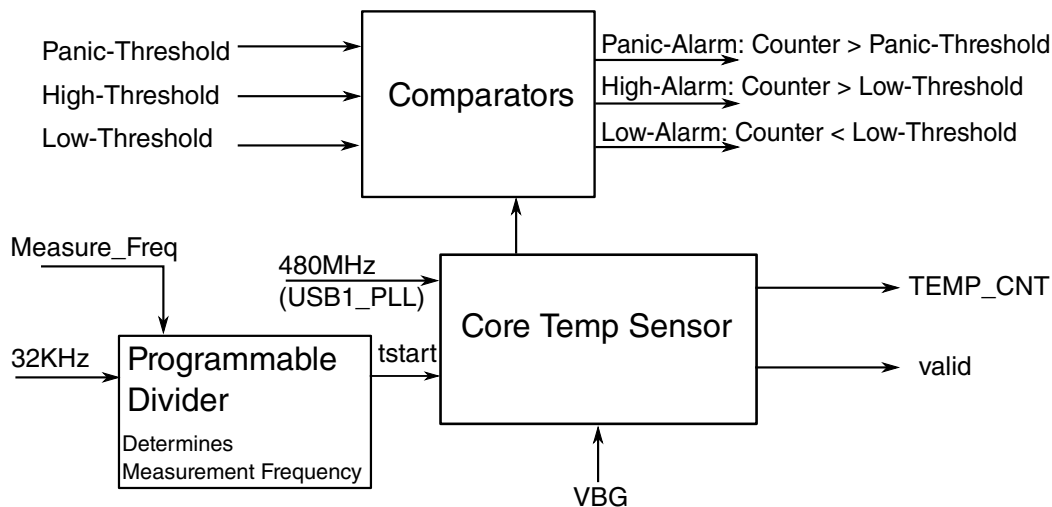 Panic-Threshold
High-Threshold
Low-Threshold
Comparators
Panic-Alarm: Counter > Panic-Threshold
High-Alarm: Counter > Low-Threshold
Low-Alarm: Counter < Low-Threshold
Measure_Freq
480MHz
(USB1_PLL)
Core Temp Sensor
TEMP_CNT
valid
32KHz
Programmable
Divider
Determines
Measurement Frequency
tstart
VBG